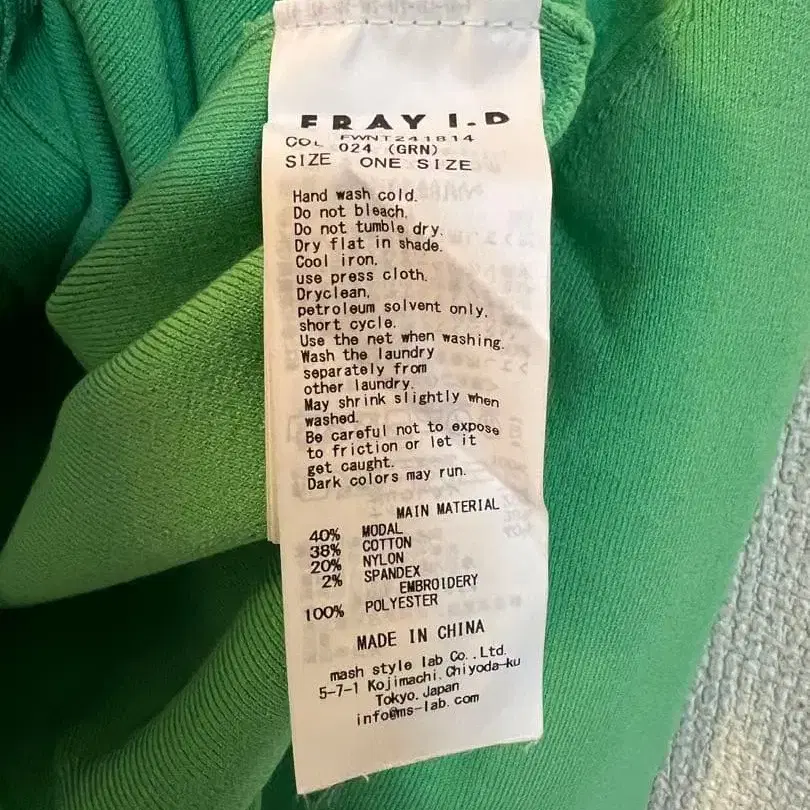 FRAY I.D
FWNT241814
COL 024 (GRN)
SIZE ONE SIZE
Hand wash cold.
Do not bleach.
Do not tumble dry.
Dry flat in shade.
Cool iron.
use press cloth.
Dryclean,
petroleum solvent only,
short cycle.
Use the net when washing.
Wash the laundry
separately from
other laundry.
May shrink slightly when
washed.
Be careful not to expose
to friction or let it
get caught.
Dark colors may run.
MAIN MATERIAL
40% MODAL
38% COTTON
20% NYLON
2% SPANDEX
EMBROIDERY
100% POLYESTER
MADE IN CHINA
mash style lab Co.,Ltd.
5-7-1 Kojimachi,Chiyoda-ku
Tokyo,Japan
info@ms-lab.com